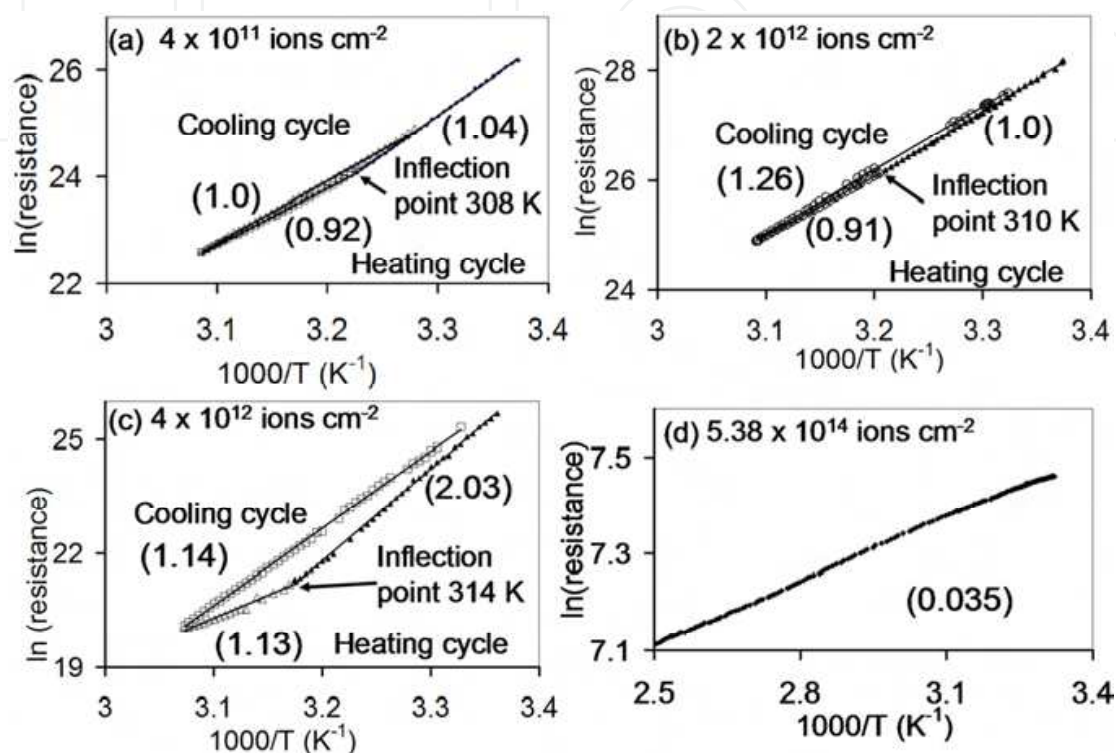 (a) 4 x 10¹¹ ions cm⁻²
ln(resistance)
26
24
22
Cooling cycle
(1.04)
(1.0)
Inflection
point 308 K
(0.92)
Heating cycle
3 3.1 3.2 3.3 3.4
1000/T (K⁻¹)
(b) 2 x 10¹² ions cm⁻²
ln(resistance)
28
26
24
Cooling cycle
(1.0)
(1.26)
Inflection
point 310 K
(0.91)
Heating cycle
3 3.1 3.2 3.3 3.4
1000/T (K⁻¹)
(c) 4 x 10¹² ions cm⁻²
ln (resistance)
25
22
19
(2.03)
Cooling cycle
(1.14)
Inflection
point 314 K
(1.13)
Heating cycle
3 3.1 3.2 3.3 3.4
1000/T (K⁻¹)
(d) 5.38 x 10¹⁴ ions cm⁻²
ln(resistance)
7.5
7.3
7.1
(0.035)
2.5 2.8 3.1 3.4
1000/T (K⁻¹)